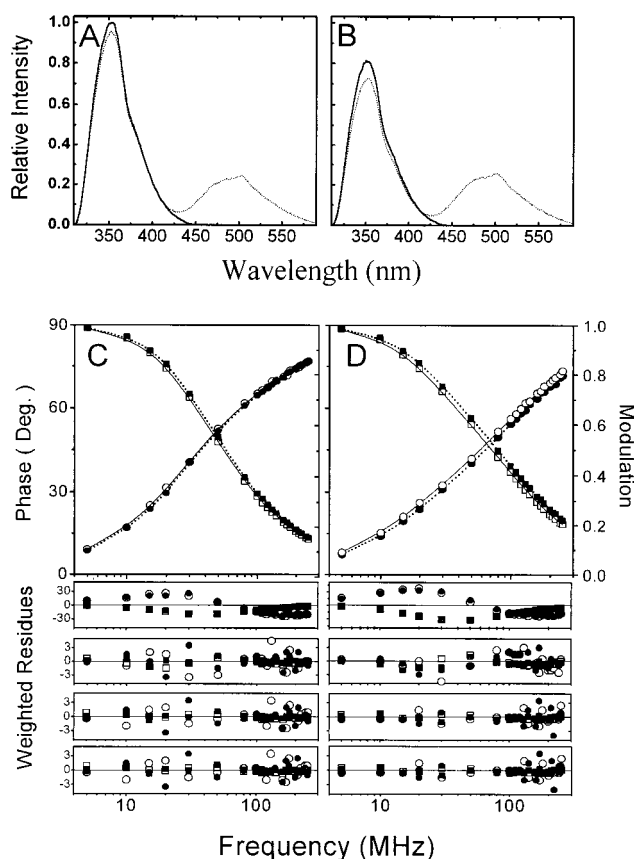 A
B
Relative Intensity
1.0
0.8
0.6
0.4
0.2
0.0
350 400 450 500 550
350 400 450 500 550
Wavelength (nm)
C
D
Phase ( Deg. )
90
60
30
0
Modulation
1.0
0.8
0.6
0.4
0.2
0.0
Weighted Residues
30
0
-30
3
0
-3
3
0
-3
3
0
-3
10 100
10 100
Frequency (MHz)